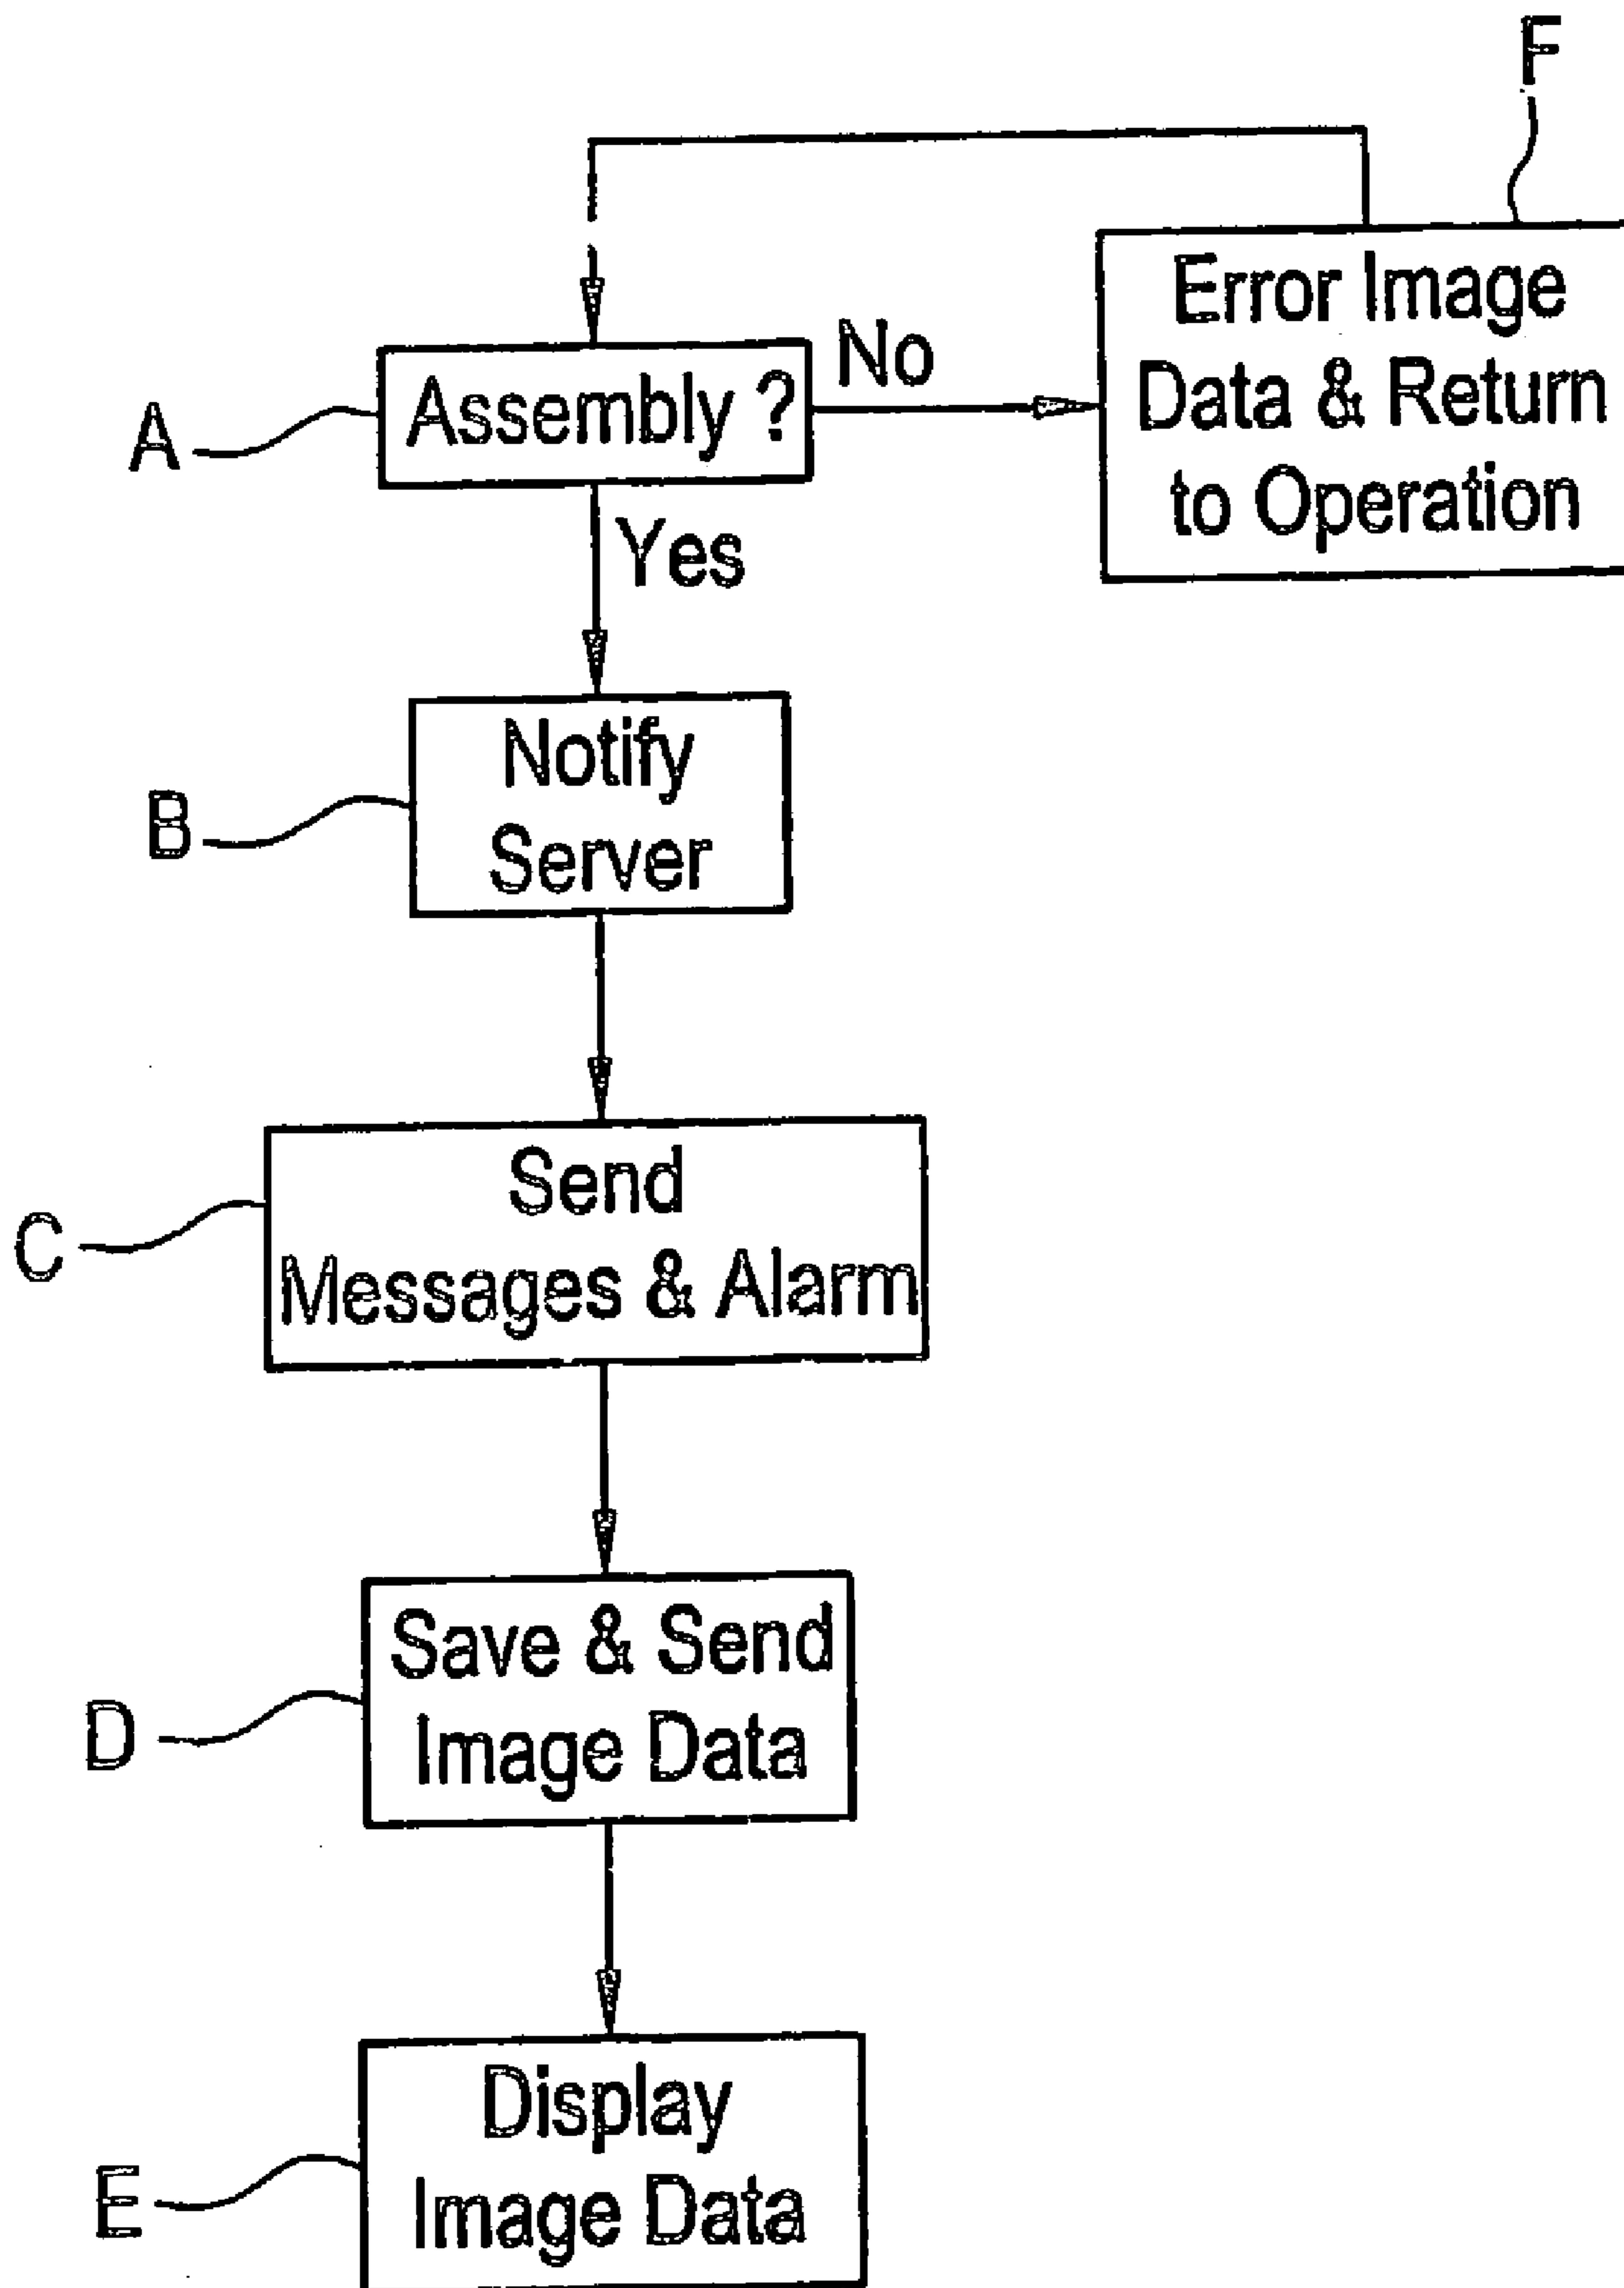 F
Error Image
Data & Return
to Operation
No
A
Assembly ?
Yes
B
Notify
Server
C
Send
Messages & Alarm
D
Save & Send
Image Data
E
Display
Image Data